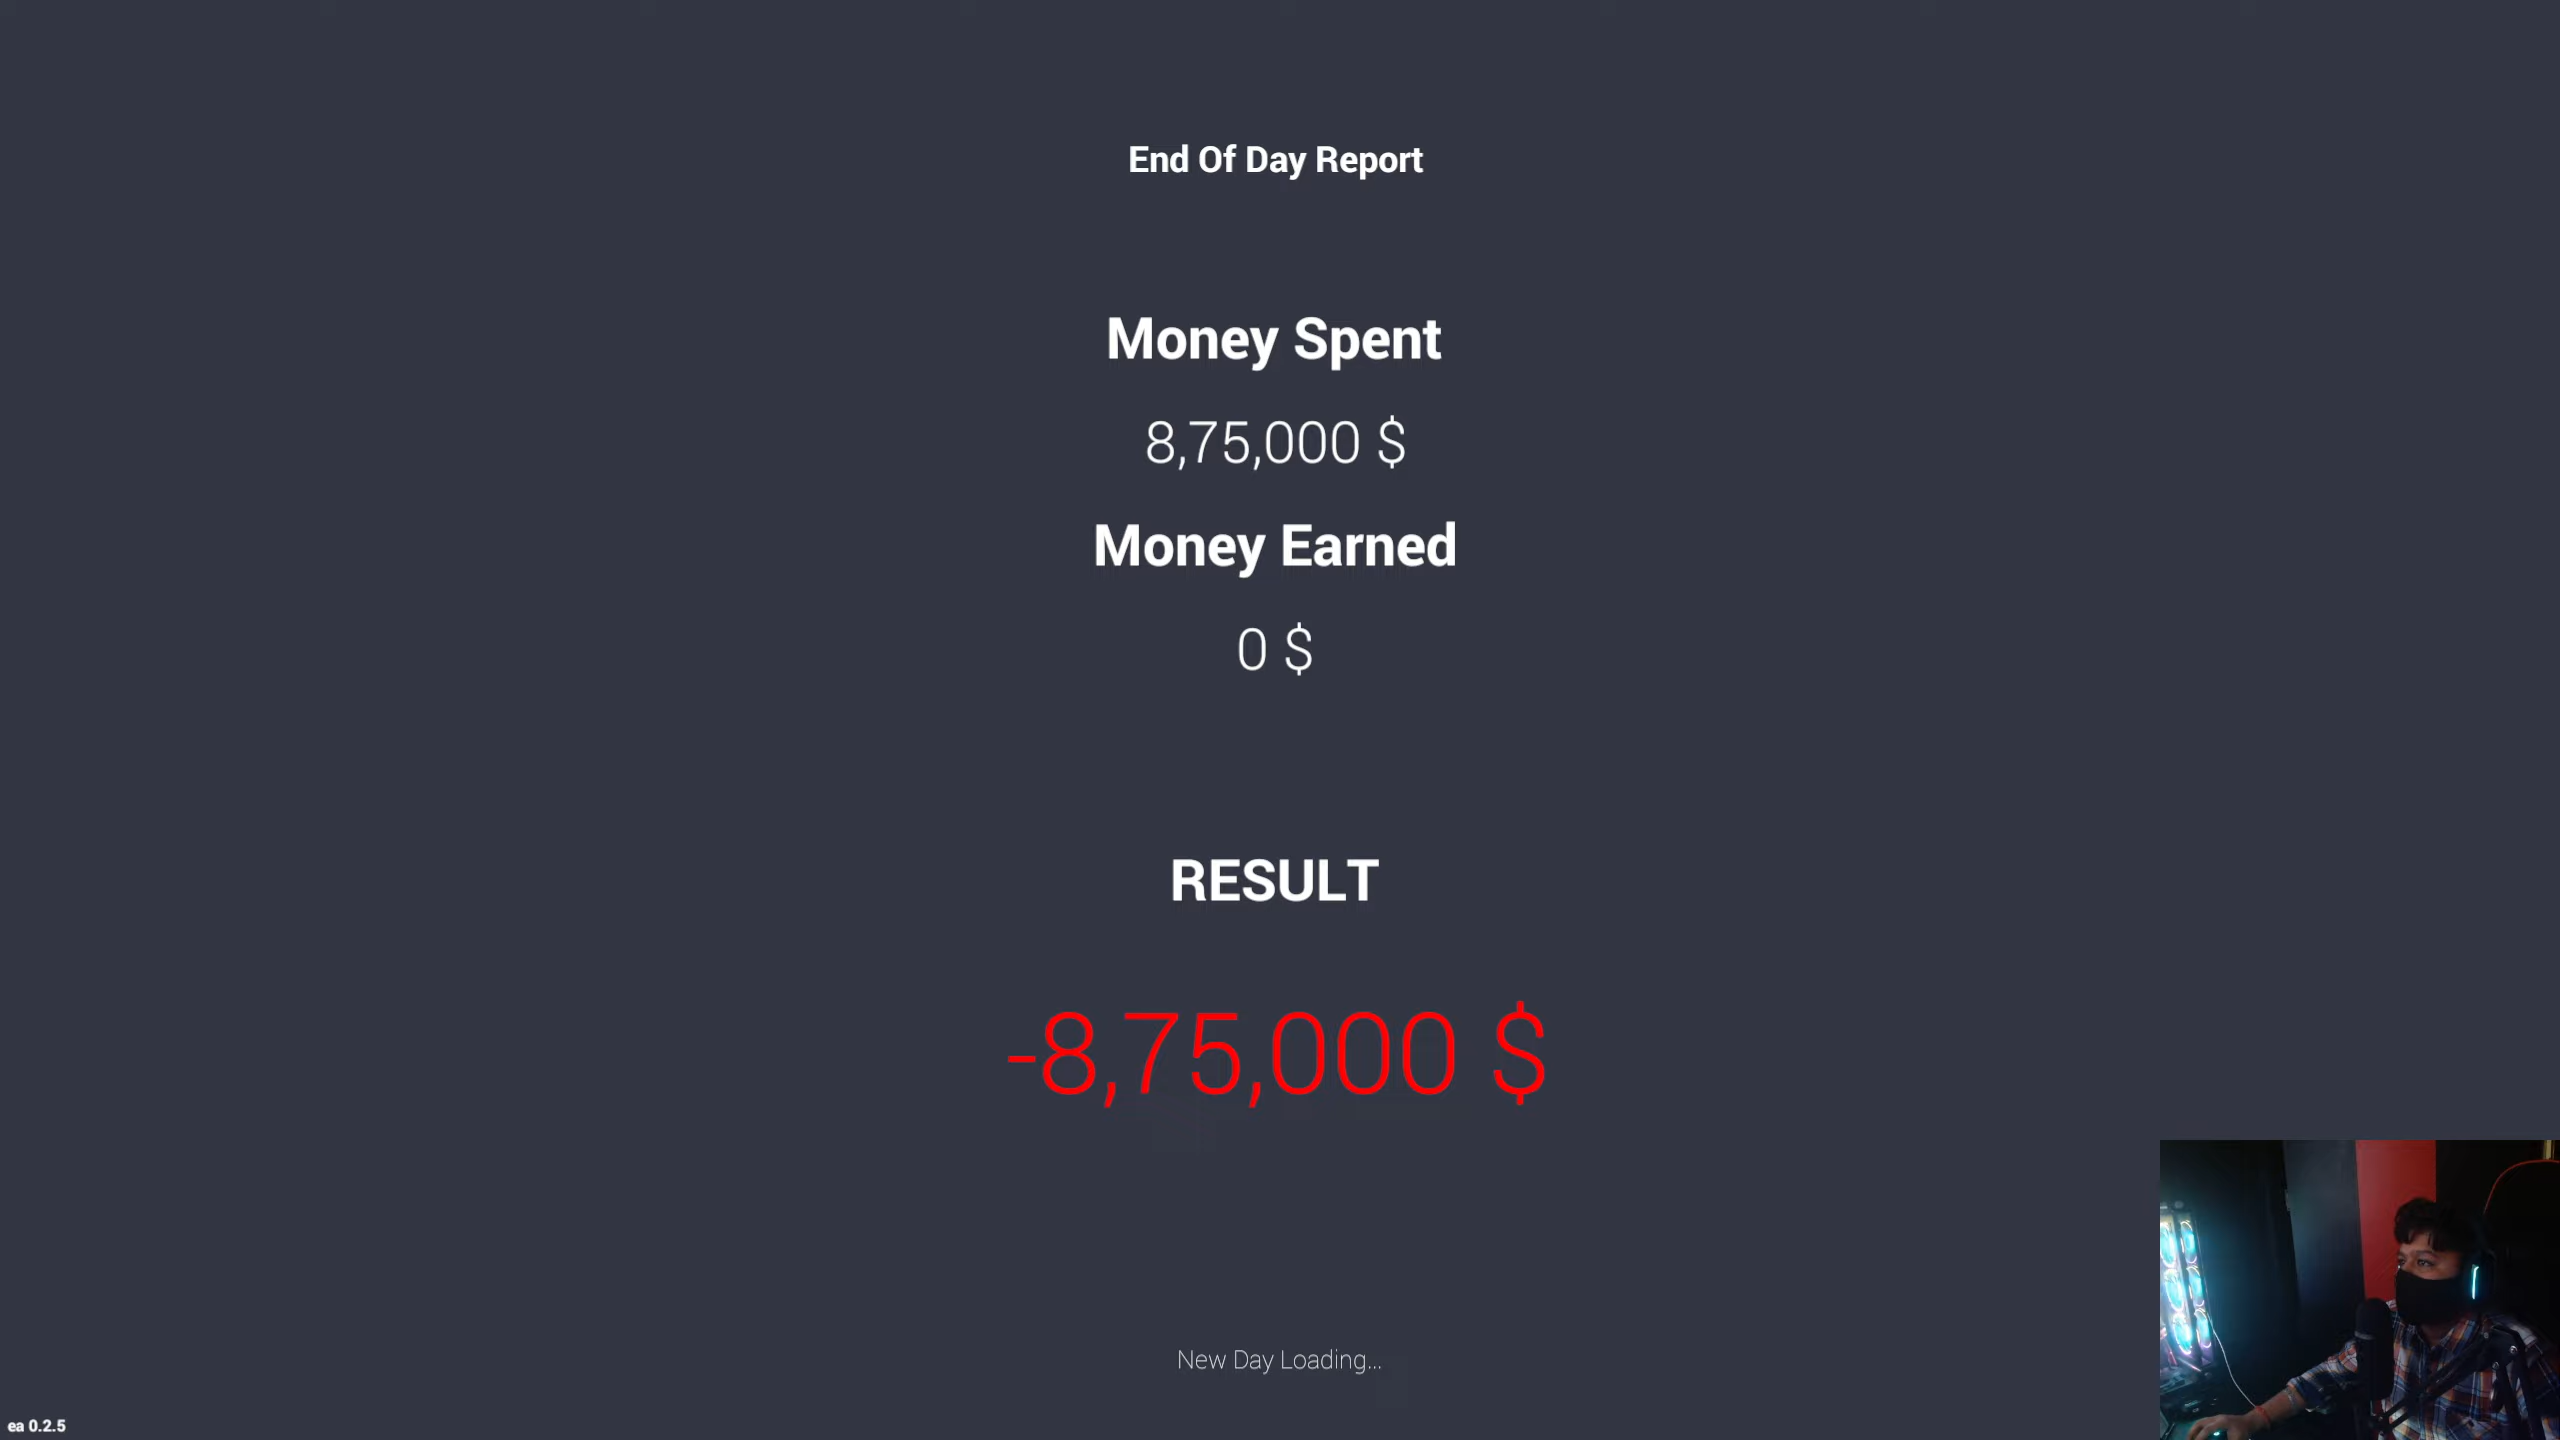 End Of Day Report
Money Spent
8,75,000 $
Money Earned
0 $
RESULT
-8,75,000 $
New Day Loading...
ea 0.2.5